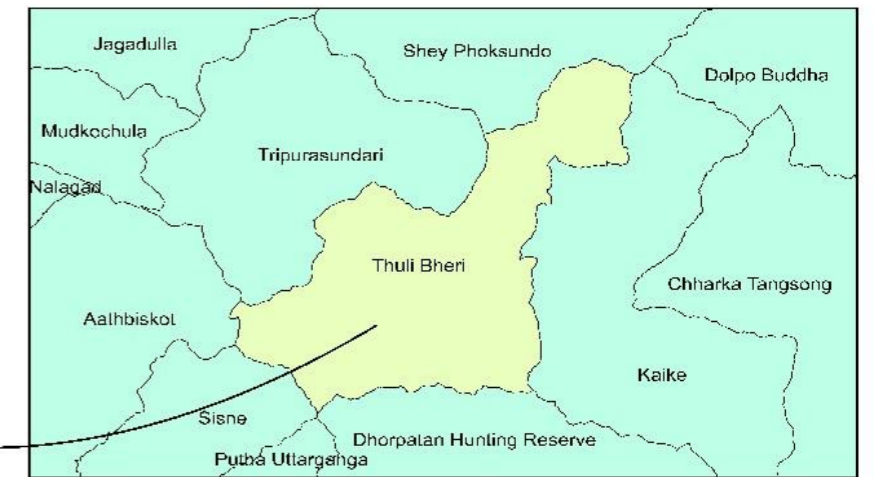 Jagadulla
Shey Phoksundo
Dolpo Buddha
Mudkechula
Tripurasundari
Nalagad
Thuli Bheri
Chharka Tangsong
Aathbiskot
Kaike
Sisne
Dhorpatan Hunting Reserve
Putha Uttarganga